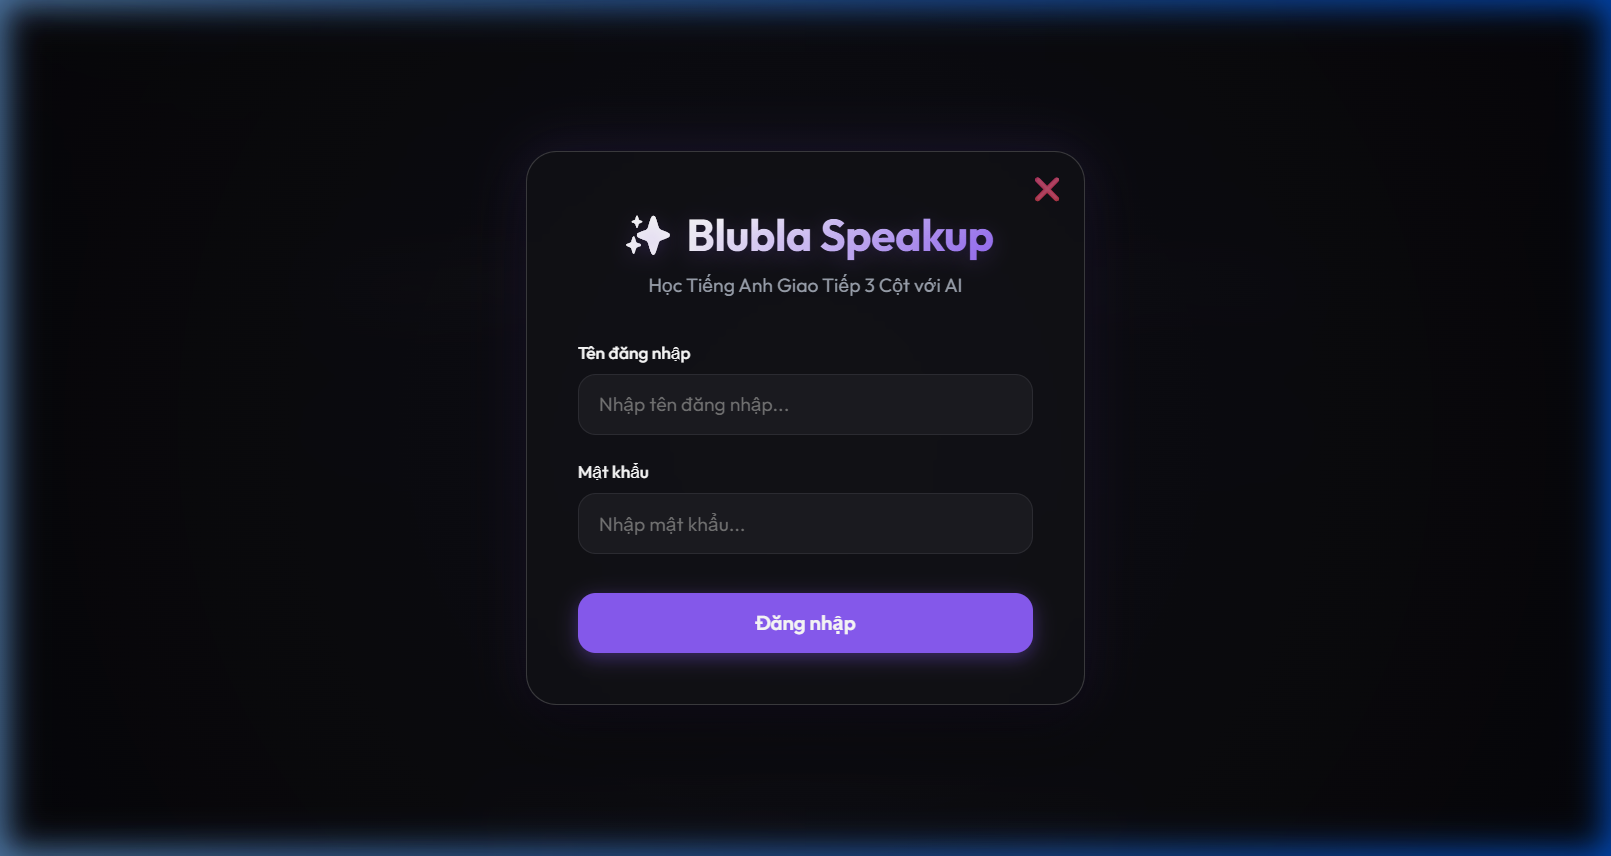 Blubla Speakup
Học Tiếng Anh Giao Tiếp 3 Cột với AI
Tên đăng nhập
Nhập tên đăng nhập...
Mật khẩu
Nhập mật khẩu...
Đăng nhập